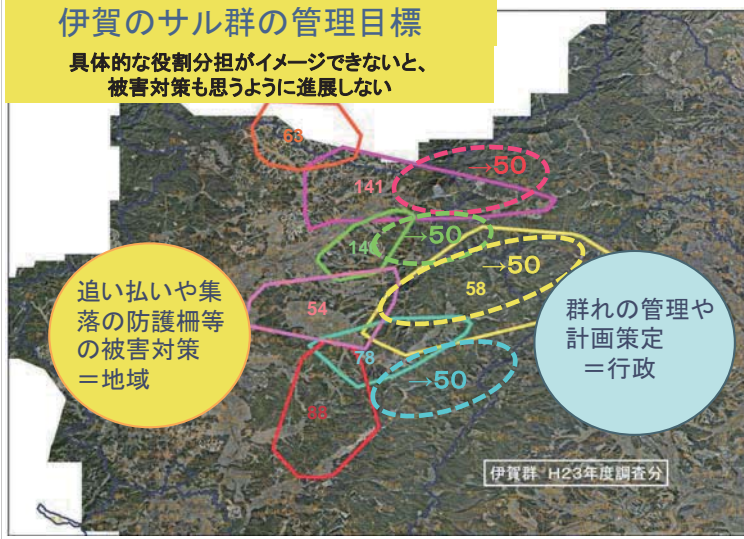 伊賀のサル群の管理目標
具体的な役割分担がイメージできないと、
被害対策も思うように進展しない
63
141
→50
14
→50
→50
58
54
78
→50
88
追い払いや集
落の防護柵等
の被害対策
＝地域
群れの管理や
計画策定
＝行政
伊賀群 H23年度調査分